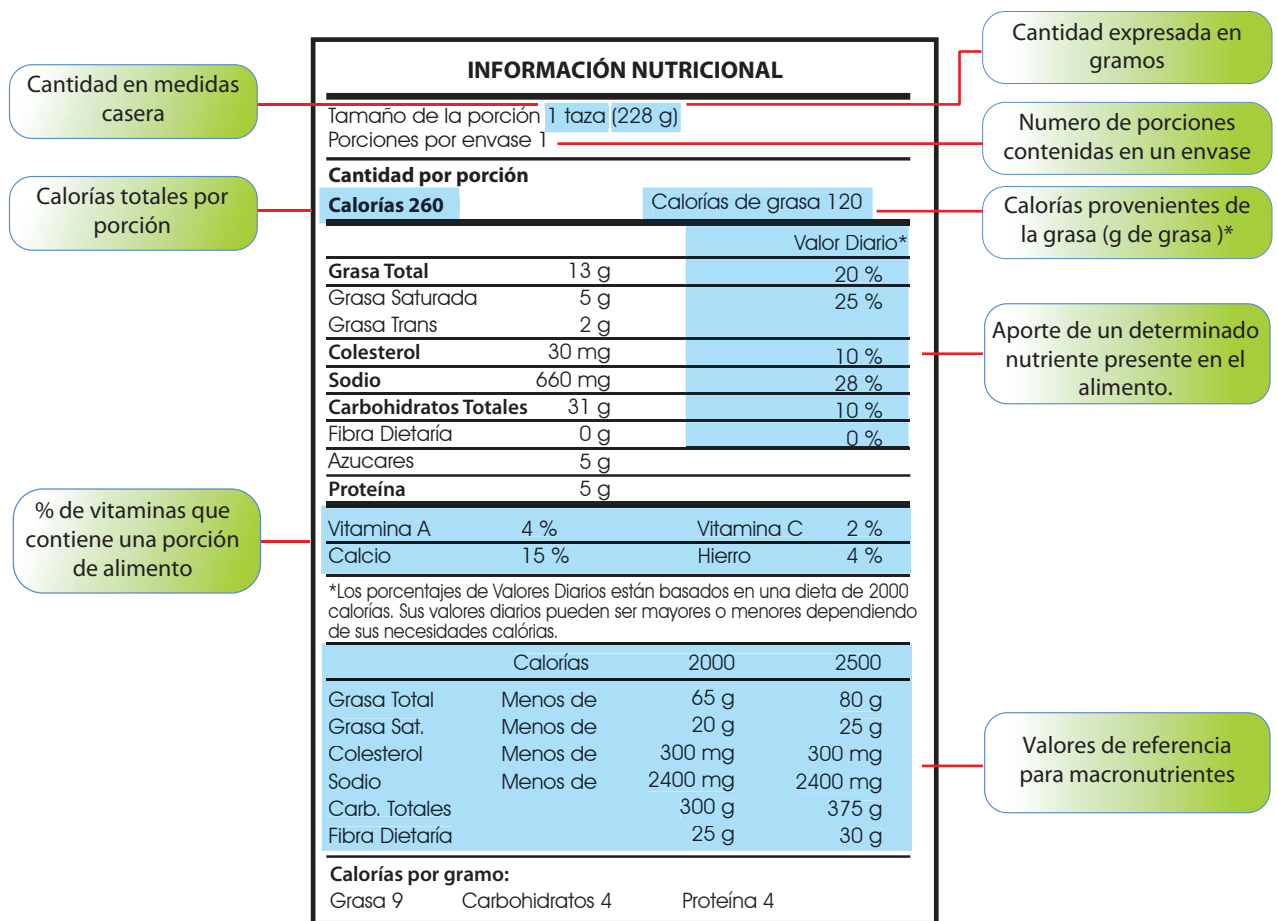 Cantidad en medidas
casera
Calorías totales por
porción
% de vitaminas que
contiene una porción
de alimento
INFORMACIÓN NUTRICIONAL
Tamaño de la porción 1 taza (228 g)
Porciones por envase 1
Cantidad por porción
Calorías 260 Calorías de grasa 120
Valor Diario*
Grasa Total 13 g 20 %
Grasa Saturada 5 g 25 %
Grasa Trans 2 g
Colesterol 30 mg 10 %
Sodio 660 mg 28 %
Carbohidratos Totales 31 g 10 %
Fibra Dietaría 0 g 0 %
Azucares 5 g
Proteína 5 g
Vitamina A 4 % Vitamina C 2 %
Calcio 15 % Hierro 4 %
*Los porcentajes de Valores Diarios están basados en una dieta de 2000
calorías. Sus valores diarios pueden ser mayores o menores dependiendo
de sus necesidades calórias.
Calorías 2000 2500
Grasa Total Menos de 65 g 80 g
Grasa Sat. Menos de 20 g 25 g
Colesterol Menos de 300 mg 300 mg
Sodio Menos de 2400 mg 2400 mg
Carb. Totales 300 g 375 g
Fibra Dietaría 25 g 30 g
Calorías por gramo:
Grasa 9 Carbohidratos 4 Proteína 4
Cantidad expresada en
gramos
Numero de porciones
contenidas en un envase
Calorías provenientes de
la grasa (g de grasa )*
Aporte de un determinado
nutriente presente en el
alimento.
Valores de referencia
para macronutrientes